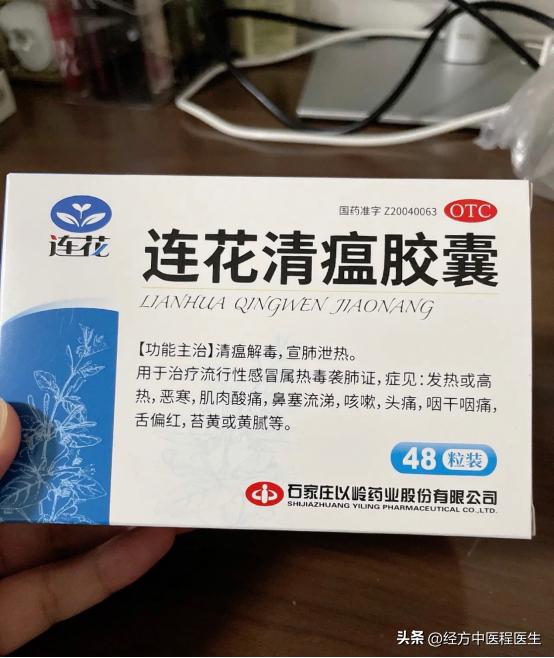 国药准字 Z20040063 OTC
连花
连花清瘟胶囊
LIANHUA QINGWEN JIAONANG
【功能主治】清瘟解毒,宣肺泄热。
用于治疗流行性感冒属热毒袭肺证,症见:发热或高
热,恶寒,肌肉酸痛,鼻塞流涕,咳嗽,头痛,咽干咽痛,
舌偏红,苔黄或黄腻等。
48粒装
石家庄以岭药业股份有限公司
SHIJIAZHUANG YILING PHARMACEUTICAL CO.,LTD.
头条 @经方中医程医生